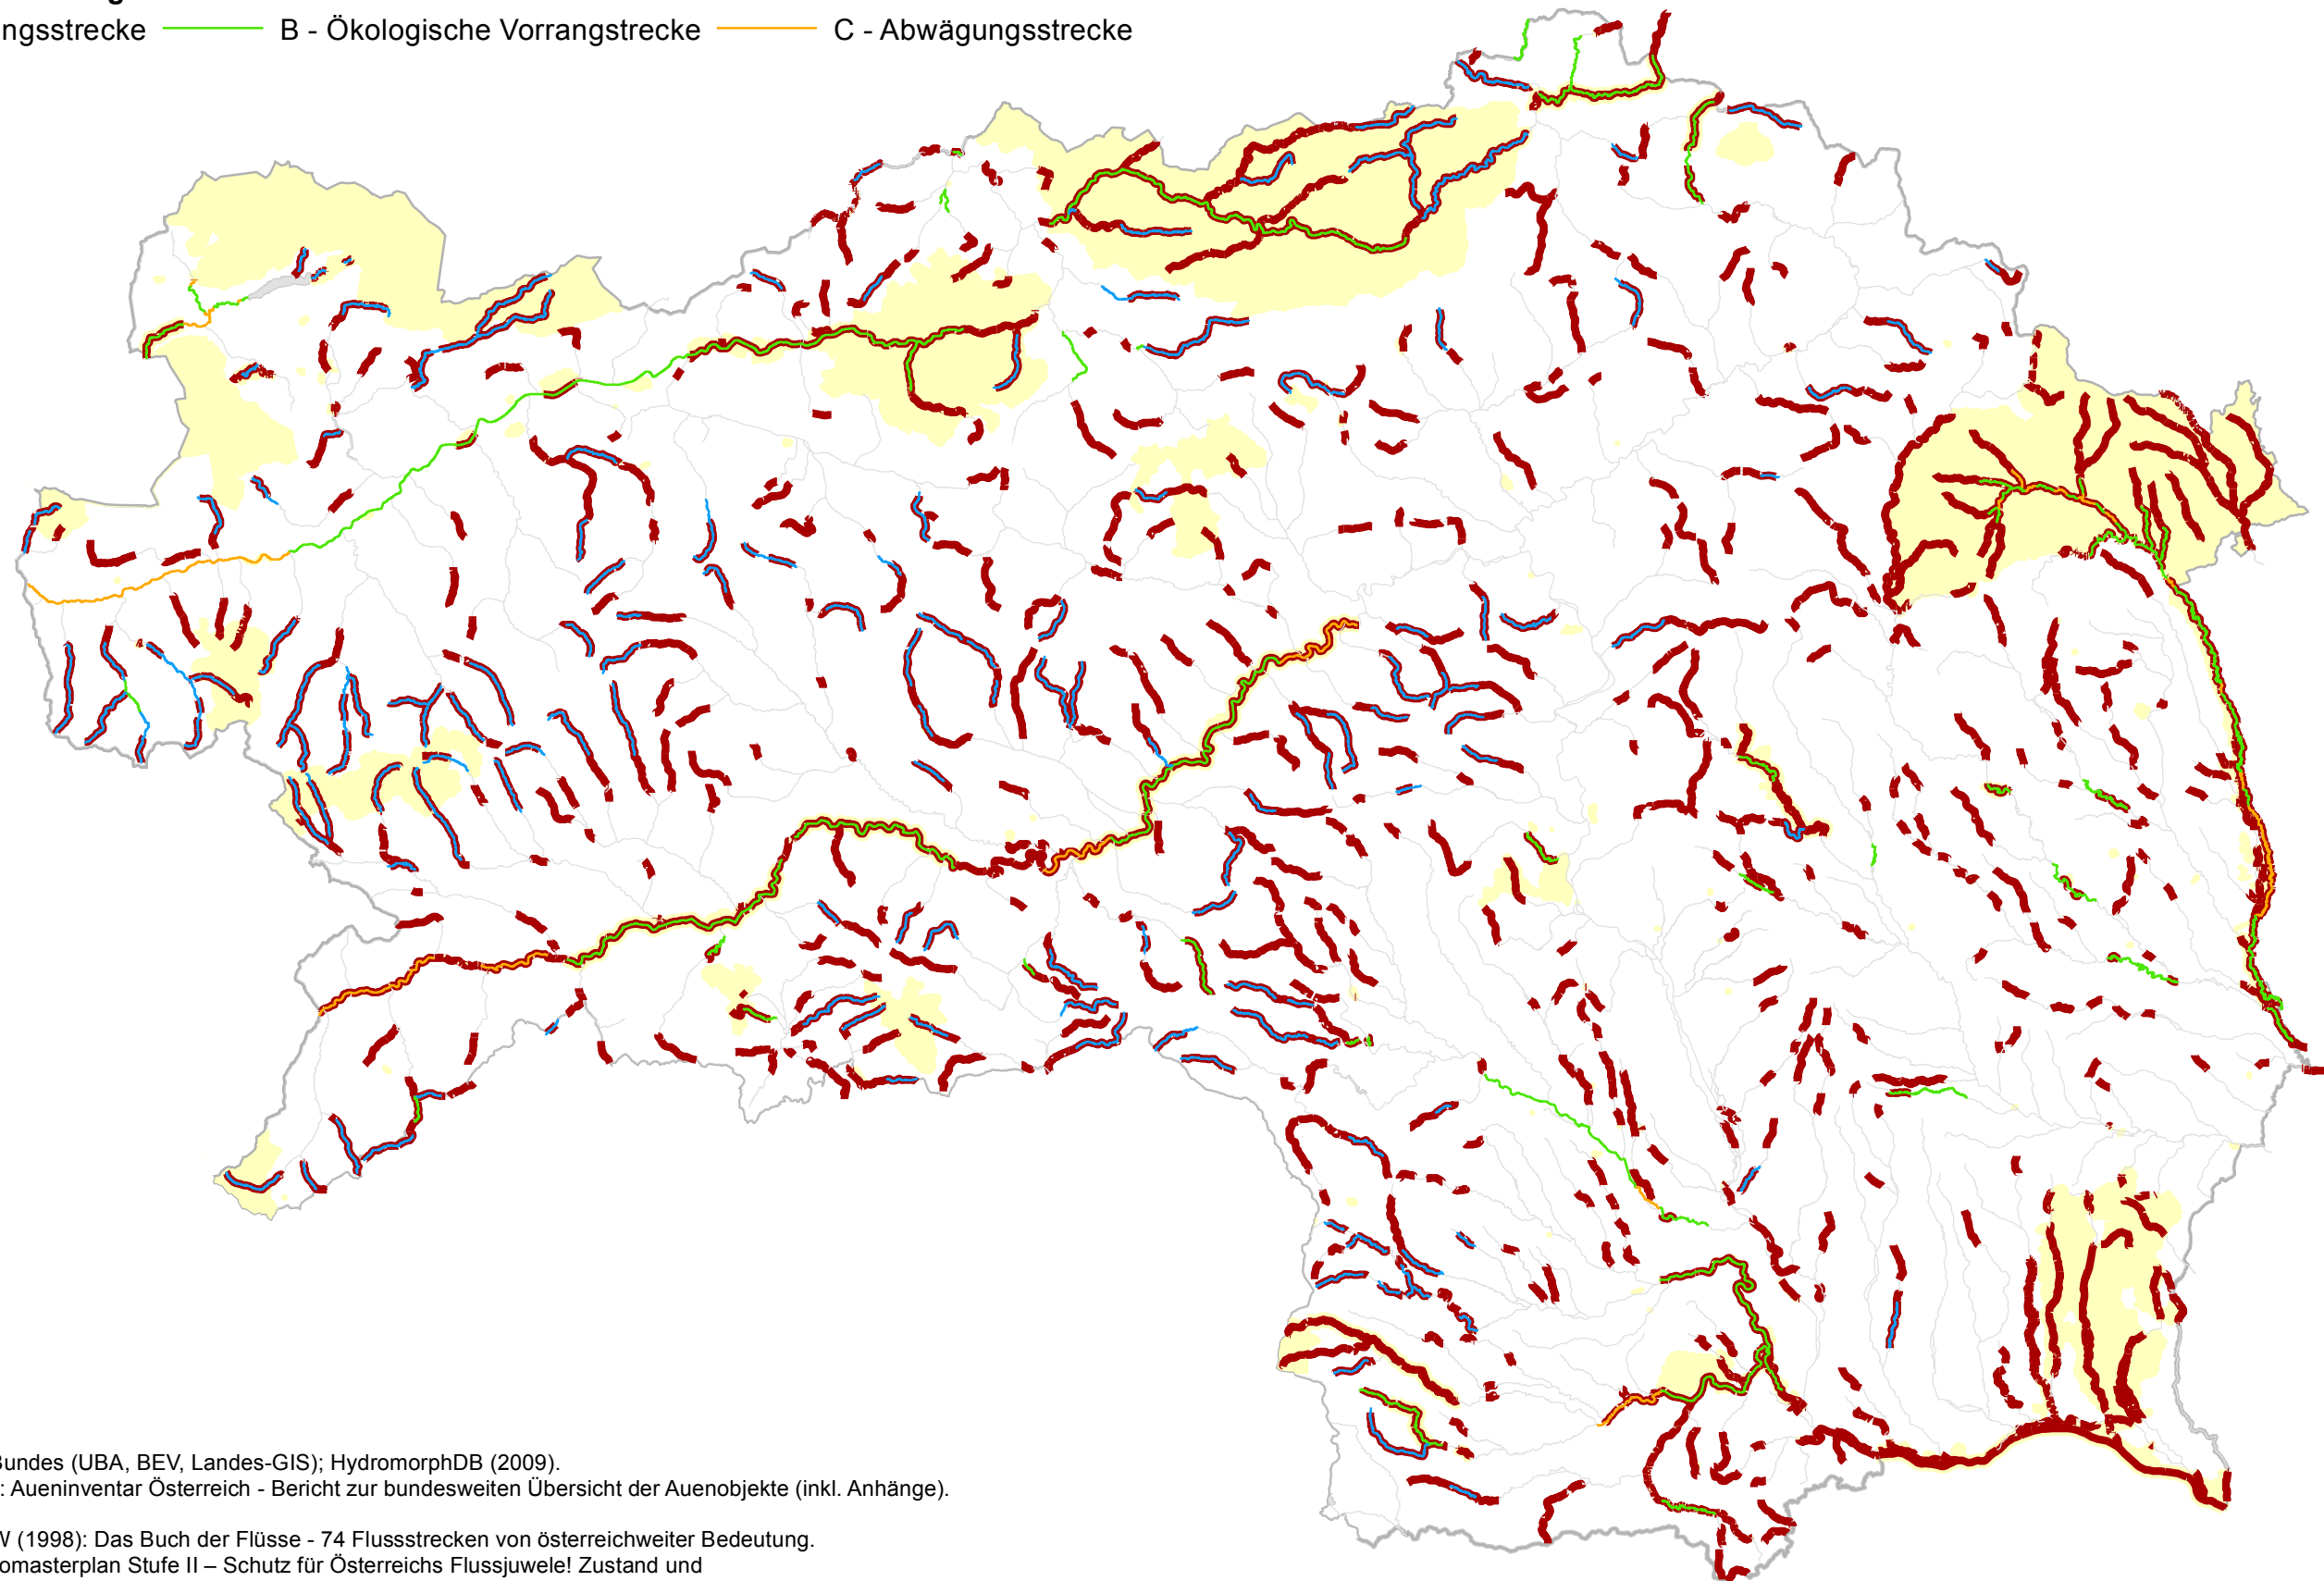 ngsstrecke B - Ökologische Vorrangstrecke C - Abwägungsstrecke
Bundes (UBA, BEV, Landes-GIS); HydromorphDB (2009).
: Aueninventar Österreich - Bericht zur bundesweiten Übersicht der Auenobjekte (inkl. Anhänge).
W (1998): Das Buch der Flüsse - 74 Flussstrecken von österreichweiter Bedeutung.
omasterplan Stufe II – Schutz für Österreichs Flussjuwele! Zustand und